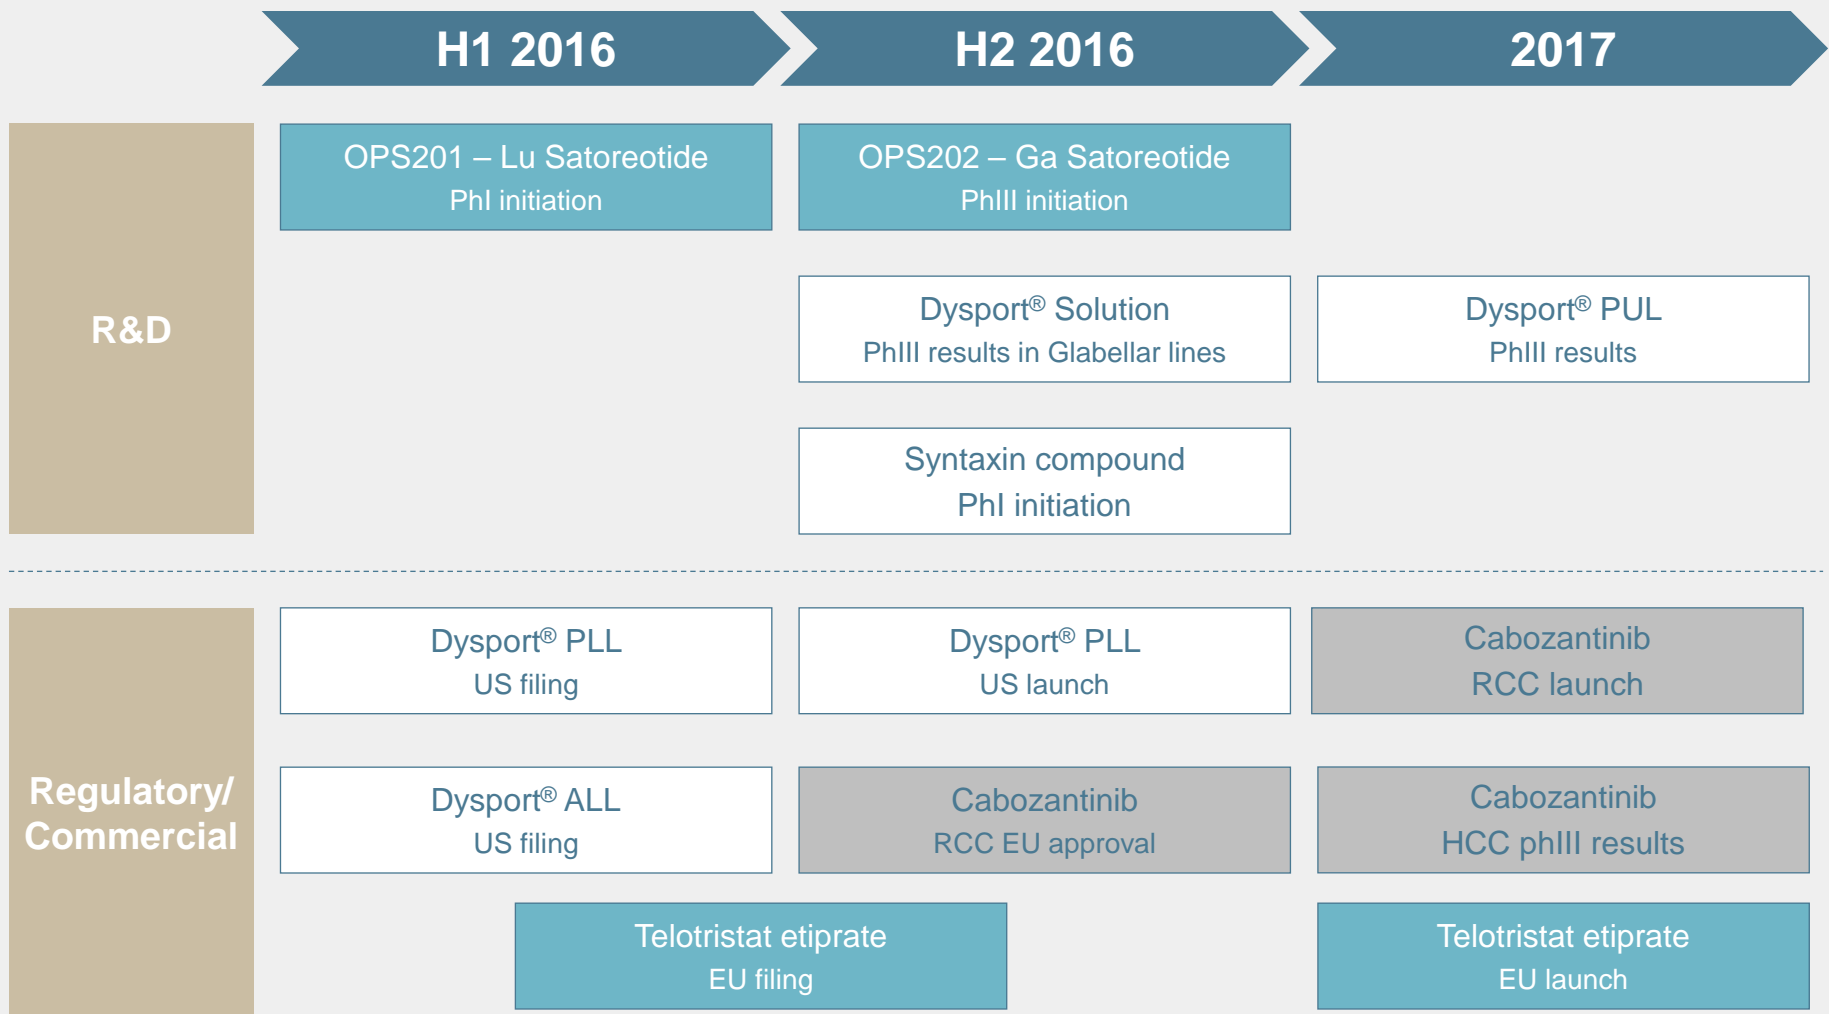 H1 2016
H2 2016
2017
R&D
OPS201 – Lu Satoreotide
PhI initiation
OPS202 – Ga Satoreotide
PhIII initiation
Dysport® Solution
PhIII results in Glabellar lines
Dysport® PUL
PhIII results
Syntaxin compound
PhI initiation
Regulatory/
Commercial
Dysport® PLL
US filing
Dysport® PLL
US launch
Cabozantinib
RCC launch
Dysport® ALL
US filing
Cabozantinib
RCC EU approval
Cabozantinib
HCC phIII results
Telotristat etiprate
EU filing
Telotristat etiprate
EU launch